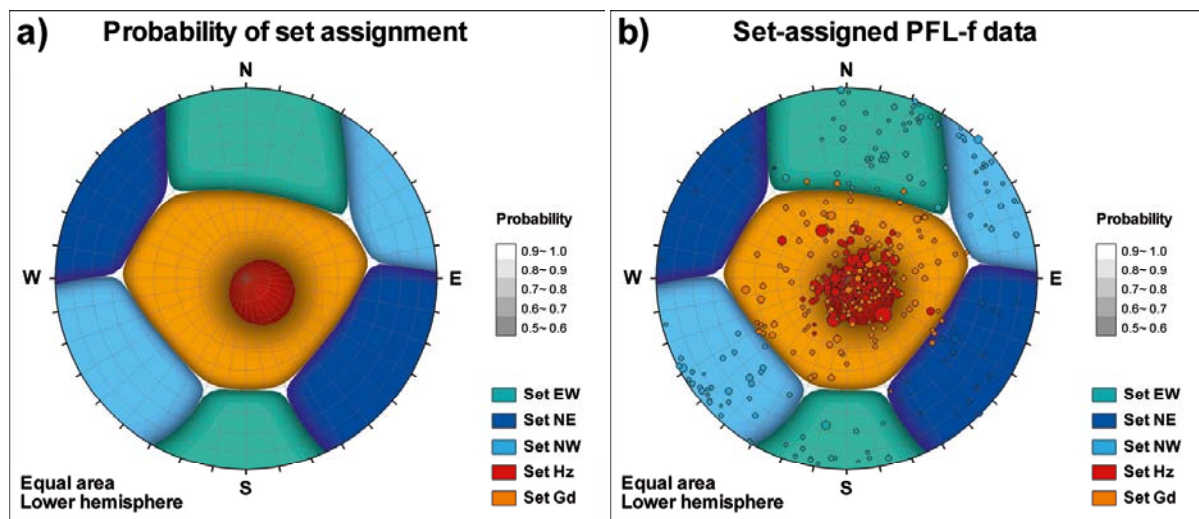 a) Probability of set assignment
N
W
E
S
Probability
0.9~ 1.0
0.8~ 0.9
0.7~ 0.8
0.6~ 0.7
0.5~ 0.6
Set EW
Set NE
Set NW
Set Hz
Set Gd
Equal area
Lower hemisphere
b) Set-assigned PFL-f data
N
W
E
S
Probability
0.9~ 1.0
0.8~ 0.9
0.7~ 0.8
0.6~ 0.7
0.5~ 0.6
Set EW
Set NE
Set NW
Set Hz
Set Gd
Equal area
Lower hemisphere